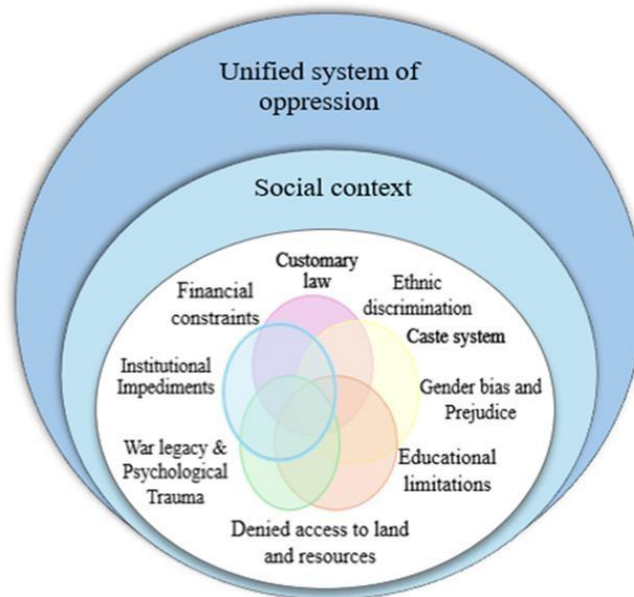 Unified system of
oppression
Social context
Customary
law
Ethnic
discrimination
Financial
constraints
Caste system
Institutional
Impediments
Gender bias and
Prejudice
War legacy &
Psychological
Trauma
Educational
limitations
Denied access to land
and resources